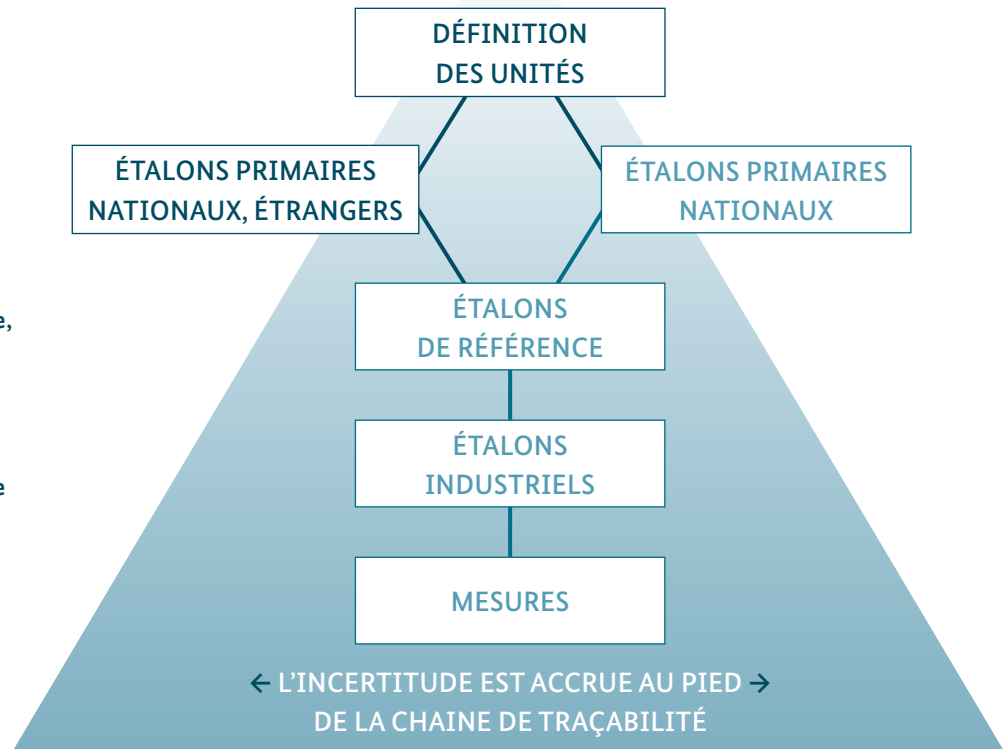 DÉFINITION
DES UNITÉS
ÉTALONS PRIMAIRES
NATIONAUX, ÉTRANGERS
ÉTALONS PRIMAIRES
NATIONAUX
ÉTALONS
DE RÉFÉRENCE
e,
ÉTALONS
INDUSTRIELS
e
MESURES
← L’INCERTITUDE EST ACCRUE AU PIED →
DE LA CHAINE DE TRAÇABILITÉ